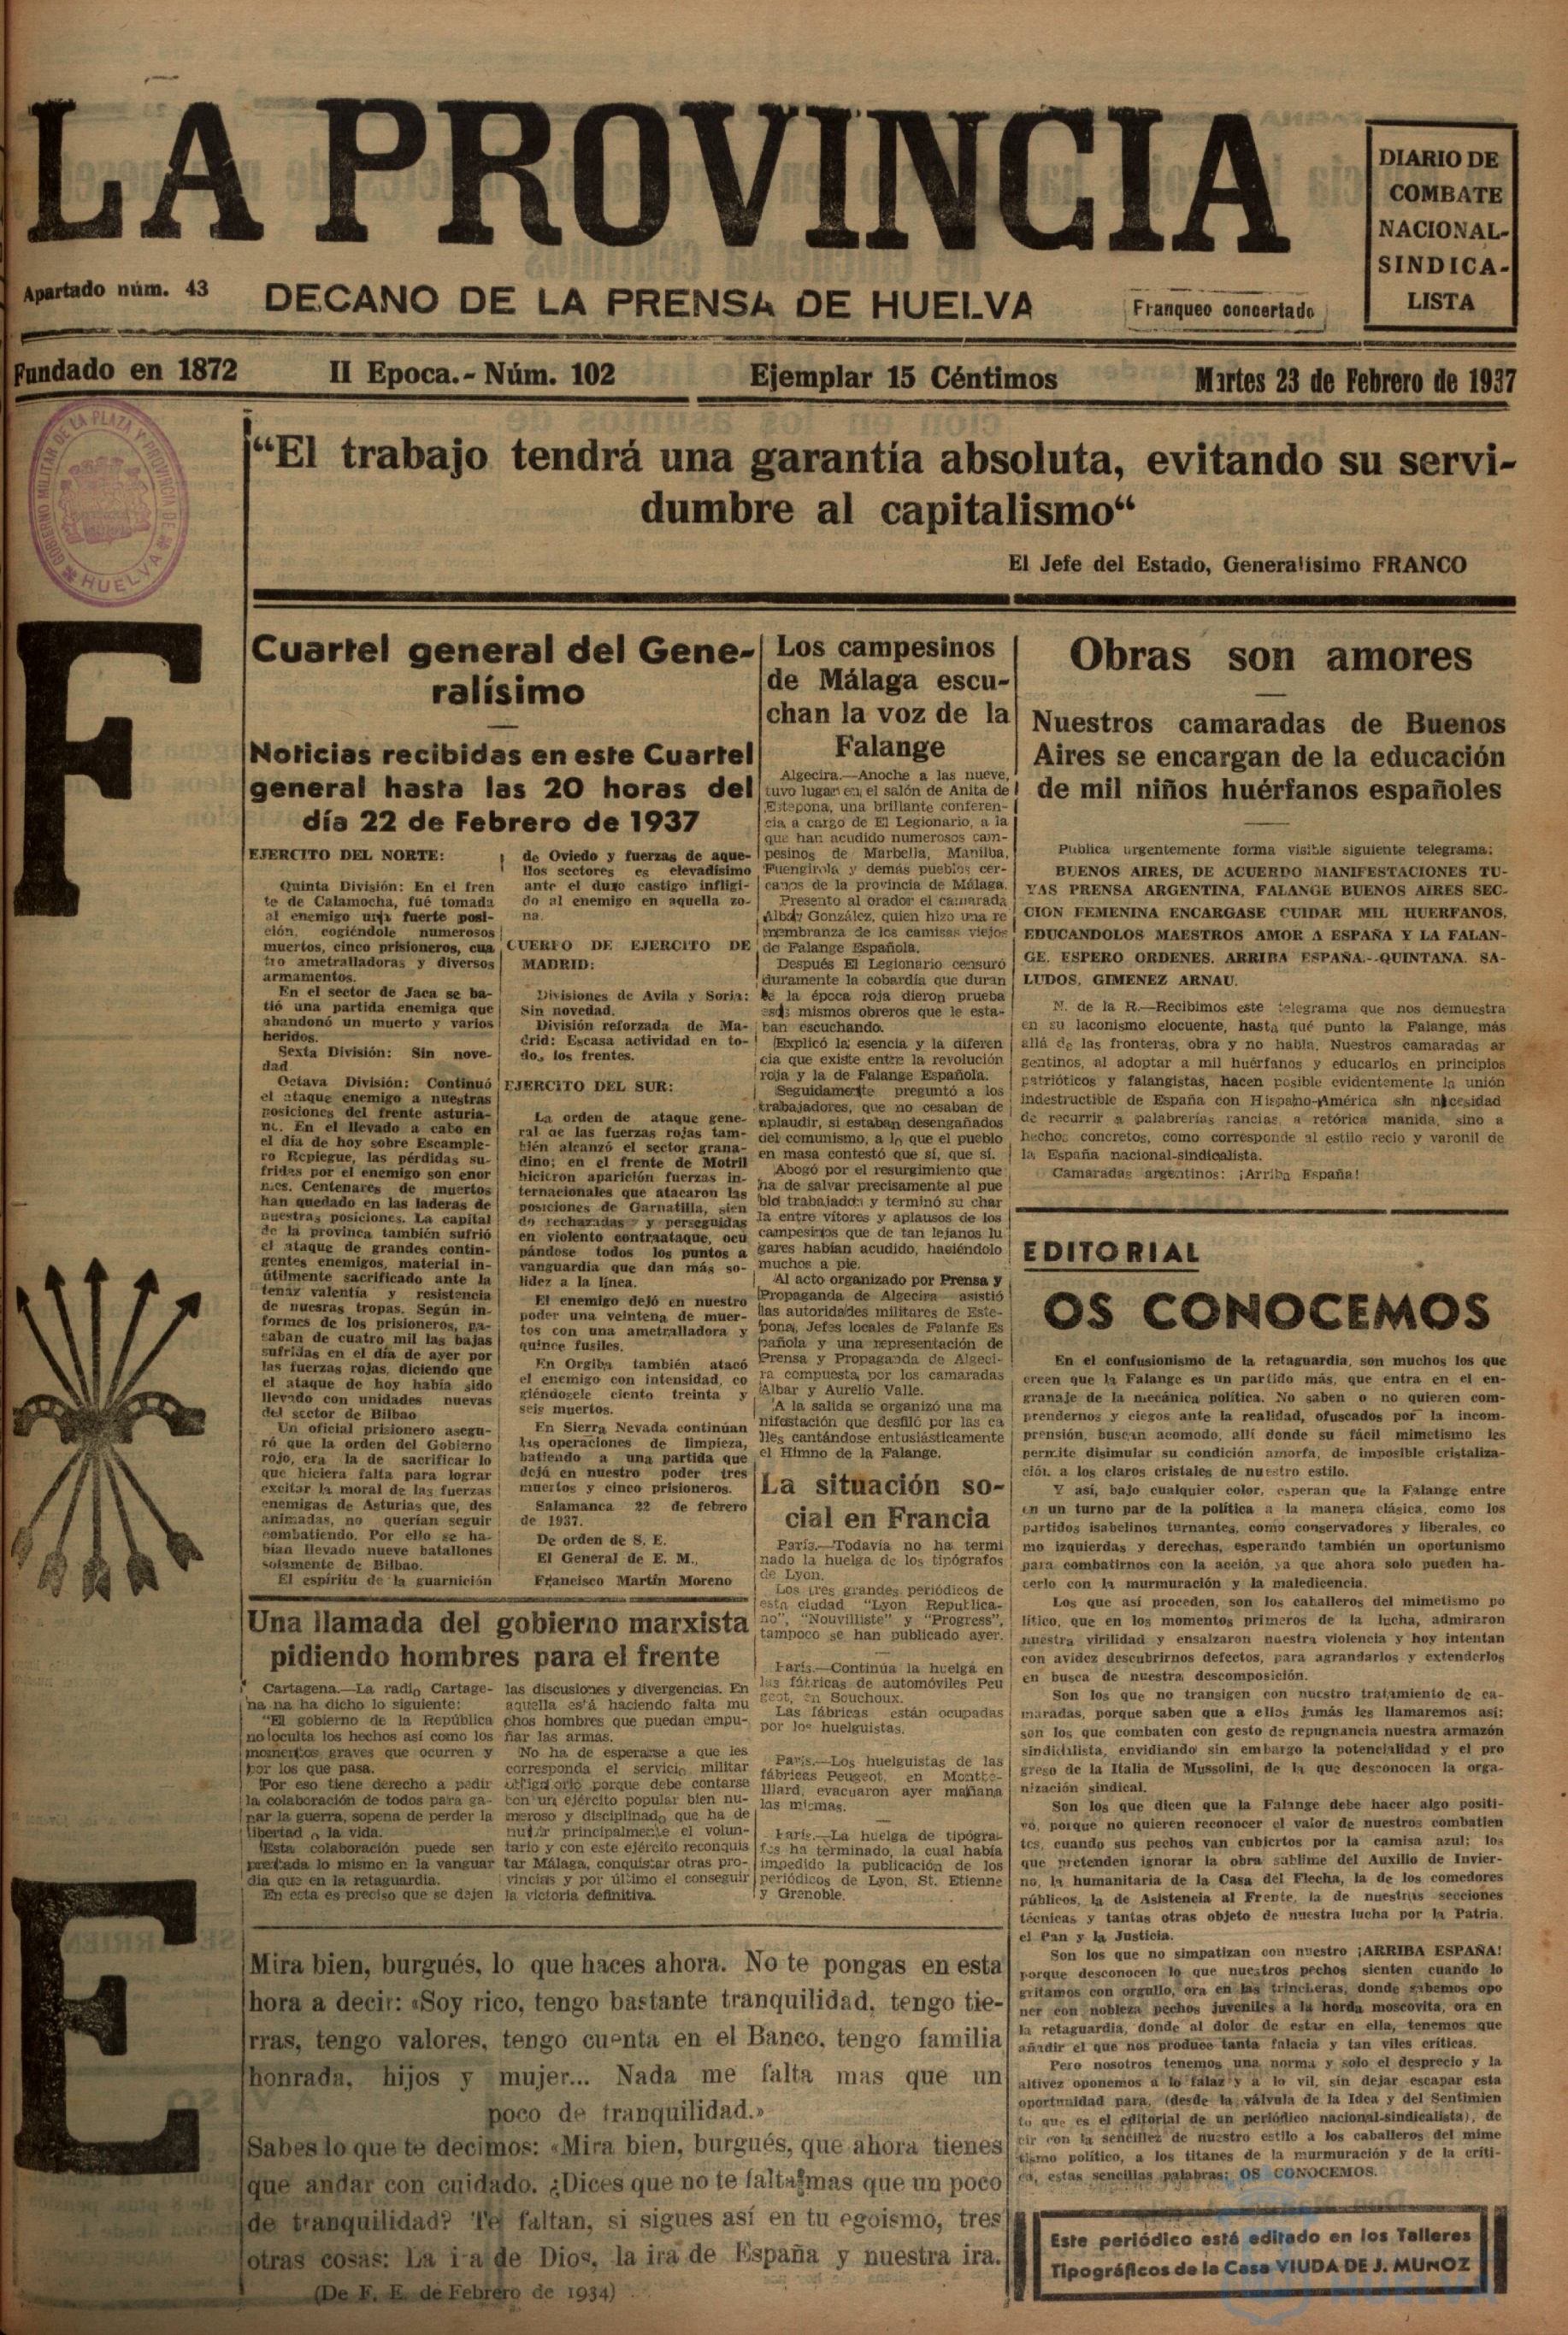 LA PROVINCIA
DIARIO DE
COMBATE
NACIONAL-
SINDICA-
LISTA
Apartado núm. 43
DECANO DE LA PRENSA DE HUELVA
Franqueo concertado
Fundado en 1872
II Epoca.- Núm. 102
Ejemplar 15 Céntimos
Martes 23 de Febrero de 1937
GOBIERNO MILITAR DE LA PLAZA Y PROVINCIA DE HUELVA
"El trabajo tendrá una garantía absoluta, evitando su servi-
dumbre al capitalismo"
El Jefe del Estado, Generalísimo FRANCO
F
E
Cuartel general del Gene-
ralísimo
Noticias recibidas en este Cuartel
general hasta las 20 horas del
día 22 de Febrero de 1937
EJERCITO DEL NORTE:
Quinta División: En el fren
te de Calamocha, fué tomada
al enemigo una fuerte posi-
ción, cogiéndole numerosos
muertos, cinco prisioneros, cua
tro ametralladoras y diversos
armamentos.
En el sector de Jaca se ba-
tió una partida enemiga que
abandonó un muerto y varios
heridos.
Sexta División: Sin nove-
dad
Octava División: Continuó
el ataque enemigo a nuestras
posiciones del frente asturia-
no. En el llevado a cabo en
el día de hoy sobre Escample-
ro Repiegue, las pérdidas su-
fridas por el enemigo son enor
mes. Centenares de muertos
han quedado en las laderas de
nuestras posiciones. La capital
de la provinca también sufrió
el ataque de grandes contin-
gentes enemigos, material in-
útilmente sacrificado ante la
tenaz valentía y resistencia
de nuesras tropas. Según in-
formes de los prisioneros, pa-
saban de cuatro mil las bajas
sufridas en el día de ayer por
las fuerzas rojas, diciendo que
el ataque de hoy había sido
llevado con unidades nuevas
del sector de Bilbao
Un oficial prisionero asegu-
ró que la orden del Gobierno
rojo, era la de sacrificar lo
que hiciera falta para lograr
excitar la moral de las fuerzas
enemigas de Asturias que, des
animadas, no querían seguir
combatiendo. Por ello se ha-
bían llevado nueve batallones
solamente de Bilbao.
El espíritu de la guarnición
de Oviedo y fuerzas de aque-
llos sectores es elevadísimo
ante el duro castigo infligi-
do al enemigo en aquella zo-
na.
CUERPO DE EJERCITO DE
MADRID:
Divisiones de Avila y Soria:
Sin novedad.
División reforzada de Ma-
drid: Escasa actividad en to-
dos los frentes.
EJERCITO DEL SUR:
La orden de ataque gene-
ral de las fuerzas rojas tam-
bién alcanzó el sector grana-
dino; en el frente de Motril
hicieron aparición fuerzas in-
ternacionales que atacaron las
posiciones de Garnatilla, sien
do rechazadas y perseguidas
en violento contraataque, ocu
pándose todos los puntos a
vanguardia que dan más so-
lidez a la línea.
El enemigo dejó en nuestro
poder una veintena de muer-
tos con una ametralladora y
quince fusiles.
En Orgiba también atacó
el enemigo con intensidad, co
giéndosele ciento treinta y
seis muertos.
En Sierra Nevada continúan
las operaciones de limpieza,
batiendo a una partida que
dejá en nuestro poder tres
muertos y cinco prisioneros.
Salamanca 22 de febrero
de 1937.
De orden de S. E.
El General de E. M.,
Francisco Martín Moreno
Una llamada del gobierno marxista
pidiendo hombres para el frente
Cartagena.—La radio Cartage-
na na ha dicho lo siguiente:
"El gobierno de la República
no oculta los hechos así como los
momentos graves que ocurren y
por los que pasa.
Por eso tiene derecho a pedir
la colaboración de todos para ga-
nar la guerra, sopena de perder la
libertad o la vida.
Esta colaboración puede ser
prestada lo mismo en la vanguar
dia que en la retaguardia.
En esta es preciso que se dejen
las discusiones y divergencias. En
aquella está haciendo falta mu
chos hombres que puedan empu-
ñar las armas.
No ha de esperarse a que les
corresponda el servicio militar
obligatorio porque debe contarse
con un ejército popular bien nu-
meroso y disciplinado que ha de
nutrir principalmente el volun-
tario y con este ejército reconquis
tar Málaga, conquistar otras pro-
vincias y por último el conseguir
la victoria definitiva.
Los campesinos
de Málaga escu-
chan la voz de la
Falange
Algecira.—Anoche a las nueve,
tuvo lugar en el salón de Anita de
Estepona, una brillante conferen-
cia a cargo de El Legionario, a la
que han acudido numerosos cam-
pesinos de Marbella, Manilba,
Fuengirola y demás pueblos cer-
canos de la provincia de Málaga.
Presento al orador el camarada
Albar González, quien hizo una re
membranza de los camisas viejos
de Falange Española.
Después El Legionario censuró
duramente la cobardía que duran
te la época roja dieron prueba
esos mismos obreros que le esta-
ban escuchando.
Explicó la esencia y la diferen
cia que existe entre la revolución
roja y la de Falange Española.
Seguidamente preguntó a los
trabajadores, que no cesaban de
aplaudir, si estaban desengañados
del comunismo, a lo que el pueblo
en masa contestó que sí, que sí.
Abogó por el resurgimiento que
ha de salvar precisamente al pue
blo trabajador y terminó su char
la entre vítores y aplausos de los
campesinos que de tan lejanos lu
gares habían acudido, haciéndolo
muchos a pie.
Al acto organizado por Prensa y
Propaganda de Algecira asistió
las autoridades militares de Este-
pona, Jefes locales de Falanfe Es
pañola y una representación de
Prensa y Propaganda de Algeci-
ra compuesta por los camaradas
Albar y Aurelio Valle.
A la salida se organizó una ma
nifestación que desfiló por las ca
lles cantándose entusiásticamente
el Himno de la Falange.
La situación so-
cial en Francia
París.—Todavía no ha termi
nado la huelga de los tipógrafos
de Lyon.
Los tres grandes periódicos de
esta ciudad "Lyon Republica-
no", "Nouvilliste" y "Progress",
tampoco se han publicado ayer.
París.—Continúa la huelga en
las fábricas de automóviles Peu
geot, en Souchoux.
Las fábricas están ocupadas
por los huelguistas.
París.—Los huelguistas de las
fábricas Peugeot, en Montbe-
lliard, evacuaron ayer mañana
las mismas.
París.—La huelga de tipógra-
fos ha terminado, la cual había
impedido la publicación de los
periódicos de Lyon, St. Etienne
y Grenoble.
Obras son amores
Nuestros camaradas de Buenos
Aires se encargan de la educación
de mil niños huérfanos españoles
Publica urgentemente forma visible siguiente telegrama:
BUENOS AIRES, DE ACUERDO MANIFESTACIONES TU-
YAS PRENSA ARGENTINA, FALANGE BUENOS AIRES SEC-
CION FEMENINA ENCARGASE CUIDAR MIL HUERFANOS,
EDUCANDOLOS MAESTROS AMOR A ESPAÑA Y LA FALAN-
GE. ESPERO ORDENES. ARRIBA ESPAÑA.--QUINTANA. SA-
LUDOS, GIMENEZ ARNAU.
N. de la R.—Recibimos este telegrama que nos demuestra
en su laconismo elocuente, hasta qué punto la Falange, más
allá de las fronteras, obra y no habla. Nuestros camaradas ar
gentinos, al adoptar a mil huérfanos y educarlos en principios
patrióticos y falangistas, hacen posible evidentemente la unión
indestructible de España con Hispano-América sin necesidad
de recurrir a palabrerías rancias, a retórica manida, sino a
hechos concretos, como corresponde al estilo recio y varonil de
la España nacional-sindicalista.
Camaradas argentinos: ¡Arriba España!
EDITORIAL
OS CONOCEMOS
En el confusionismo de la retaguardia, son muchos los que
creen que la Falange es un partido más, que entra en el en-
granaje de la mecánica política. No saben o no quieren com-
prendernos y ciegos ante la realidad, ofuscados por la incom-
prensión, buscan acomodo, allí donde su fácil mimetismo les
permite disimular su condición amorfa, de imposible cristaliza-
ción a los claros cristales de nuestro estilo.
Y así, bajo cualquier color, esperan que la Falange entre
en un turno par de la política a la manera clásica, como los
partidos isabelinos turnantes, como conservadores y liberales, co
mo izquierdas y derechas, esperando también un oportunismo
para combatirnos con la acción, ya que ahora solo pueden ha-
cerlo con la murmuración y la maledicencia.
Los que así proceden, son los caballeros del mimetismo po
lítico, que en los momentos primeros de la lucha, admiraron
nuestra virilidad y ensalzaron nuestra violencia y hoy intentan
con avidez descubrirnos defectos, para agrandarlos y extenderlos
en busca de nuestra descomposición.
Son los que no transigen con nuestro tratamiento de ca-
maradas, porque saben que a ellos jamás les llamaremos así;
son los que combaten con gesto de repugnancia nuestra armazón
sindicalista, envidiando sin embargo la potencialidad y el pro
greso de la Italia de Mussolini, de la que desconocen la orga-
nización sindical.
Son los que dicen que la Falange debe hacer algo positi-
vo, porque no quieren reconocer el valor de nuestros combatien
tes, cuando sus pechos van cubiertos por la camisa azul; los
que pretenden ignorar la obra sublime del Auxilio de Invier-
no, la humanitaria de la Casa del Flecha, la de los comedores
públicos, la de Asistencia al Frente, la de nuestras secciones
técnicas y tantas otras objeto de nuestra lucha por la Patria,
el Pan y la Justicia.
Son los que no simpatizan con nuestro ¡ARRIBA ESPAÑA!
porque desconocen lo que nuestros pechos sienten cuando lo
gritamos con orgullo, ora en las trincheras, donde sabemos opo
ner con nobleza pechos juveniles a la horda moscovita, ora en
la retaguardia, donde al dolor de estar en ella, tenemos que
añadir el que nos produce tanta falacia y tan viles críticas.
Pero nosotros tenemos una norma y solo el desprecio y la
altivez oponemos a lo falaz y a lo vil, sin dejar escapar esta
oportunidad para, (desde la válvula de la Idea y del Sentimien
to que es el editorial de un periódico nacional-sindicalista), de
cir con la sencillez de nuestro estilo a los caballeros del mime
tismo político, a los titanes de la murmuración y de la críti-
ca, estas sencillas palabras: OS CONOCEMOS.
Mira bien, burgués, lo que haces ahora. No te pongas en esta
hora a decir: «Soy rico, tengo bastante tranquilidad, tengo tie-
rras, tengo valores, tengo cuenta en el Banco, tengo familia
honrada, hijos y mujer... Nada me falta mas que un
poco de tranquilidad.»
Sabes lo que te decimos: «Mira bien, burgués, que ahora tienes
que andar con cuidado. ¿Dices que no te falta mas que un poco
de tranquilidad? Te faltan, si sigues así en tu egoismo, tres
otras cosas: La ira de Dios, la ira de España y nuestra ira.
(De F. E. de Febrero de 1934)
Este periódico está editado en los Talleres
Tipográficos de la Casa VIUDA DE J. MUÑOZ
HUELVA